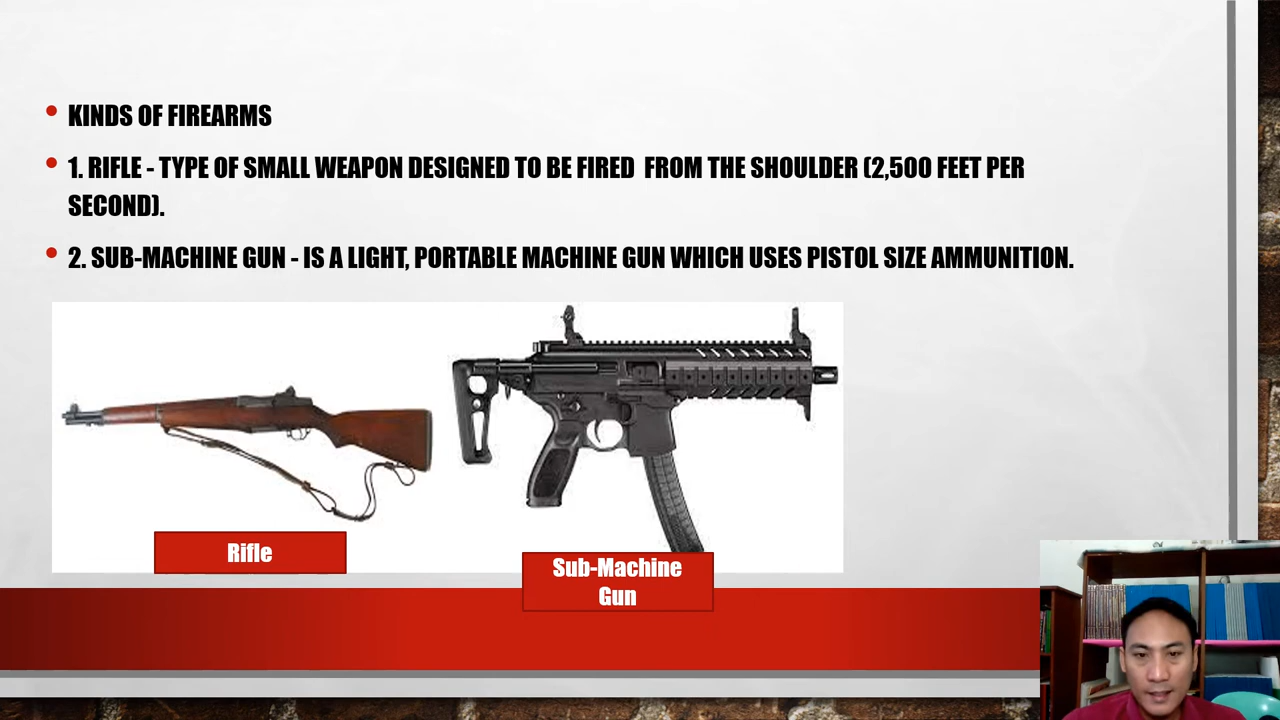 KINDS OF FIREARMS
1. RIFLE - TYPE OF SMALL WEAPON DESIGNED TO BE FIRED FROM THE SHOULDER (2,500 FEET PER
SECOND).
2. SUB-MACHINE GUN - IS A LIGHT, PORTABLE MACHINE GUN WHICH USES PISTOL SIZE AMMUNITION.
Rifle
Sub-Machine
Gun